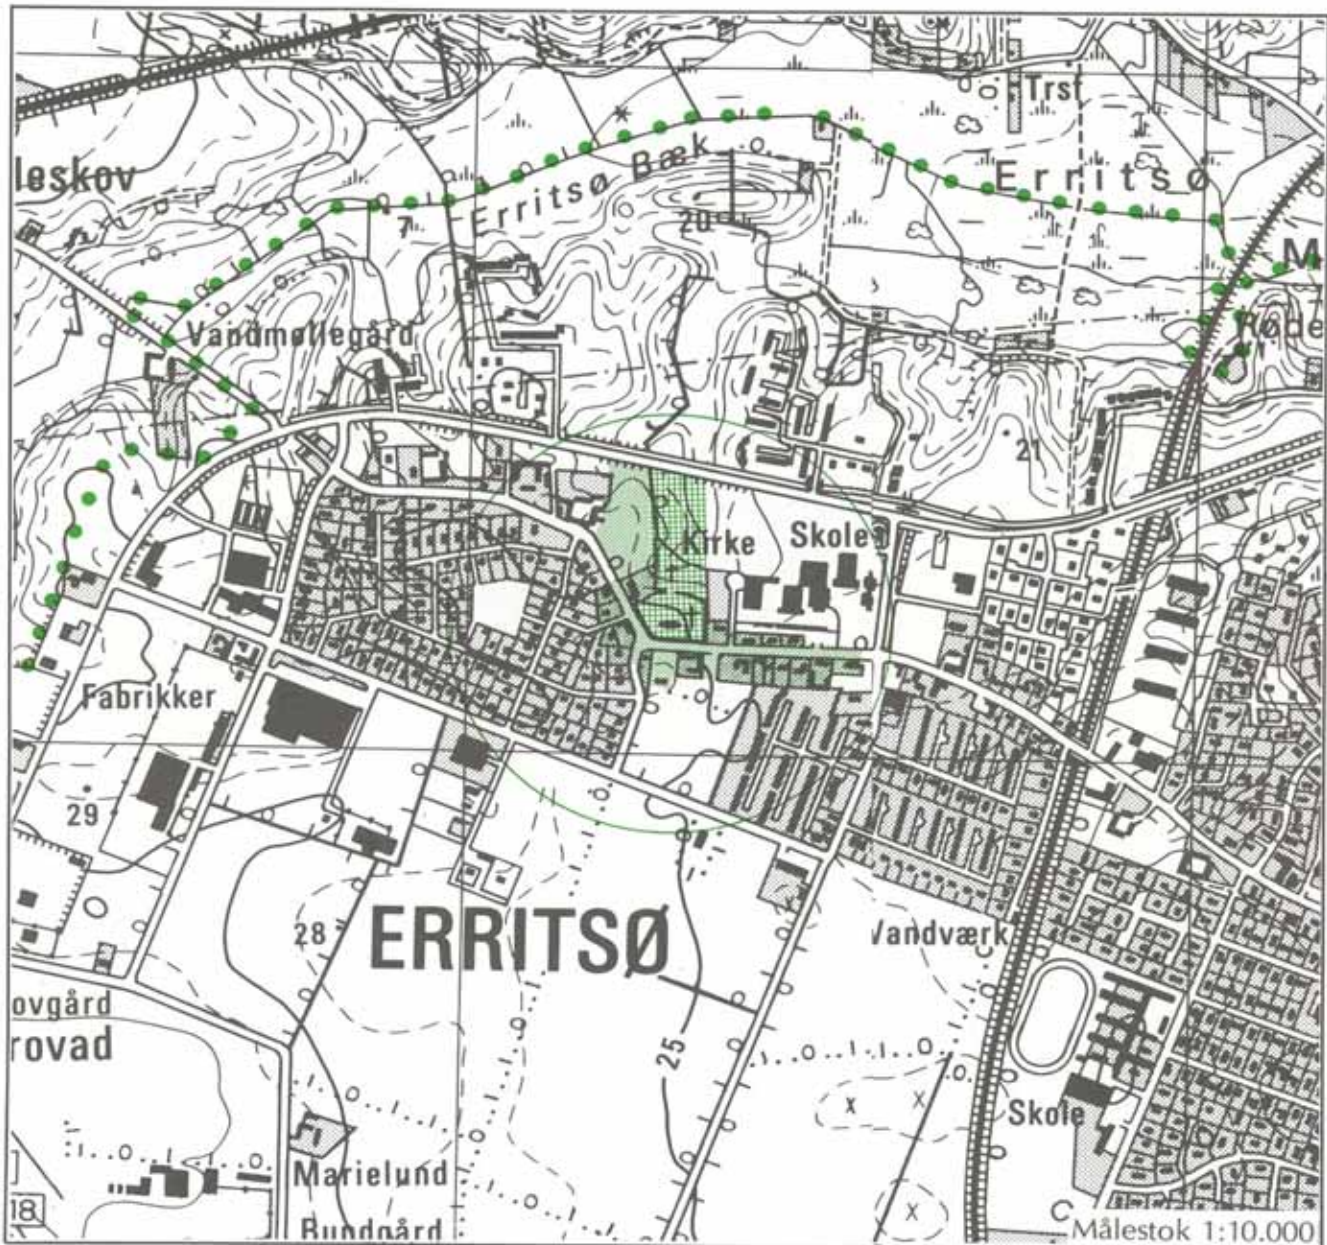 Trst
leskov
Erritsø
Erritsø Bæk
7
20
M
Røde
Vandmøllegård
21
Kirke
Skole
Fabrikker
29
28
ERRITSØ
Vandværk
ovgård
rovad
25
Skole
Marielund
Bundgård
18
Målestok 1:10.000